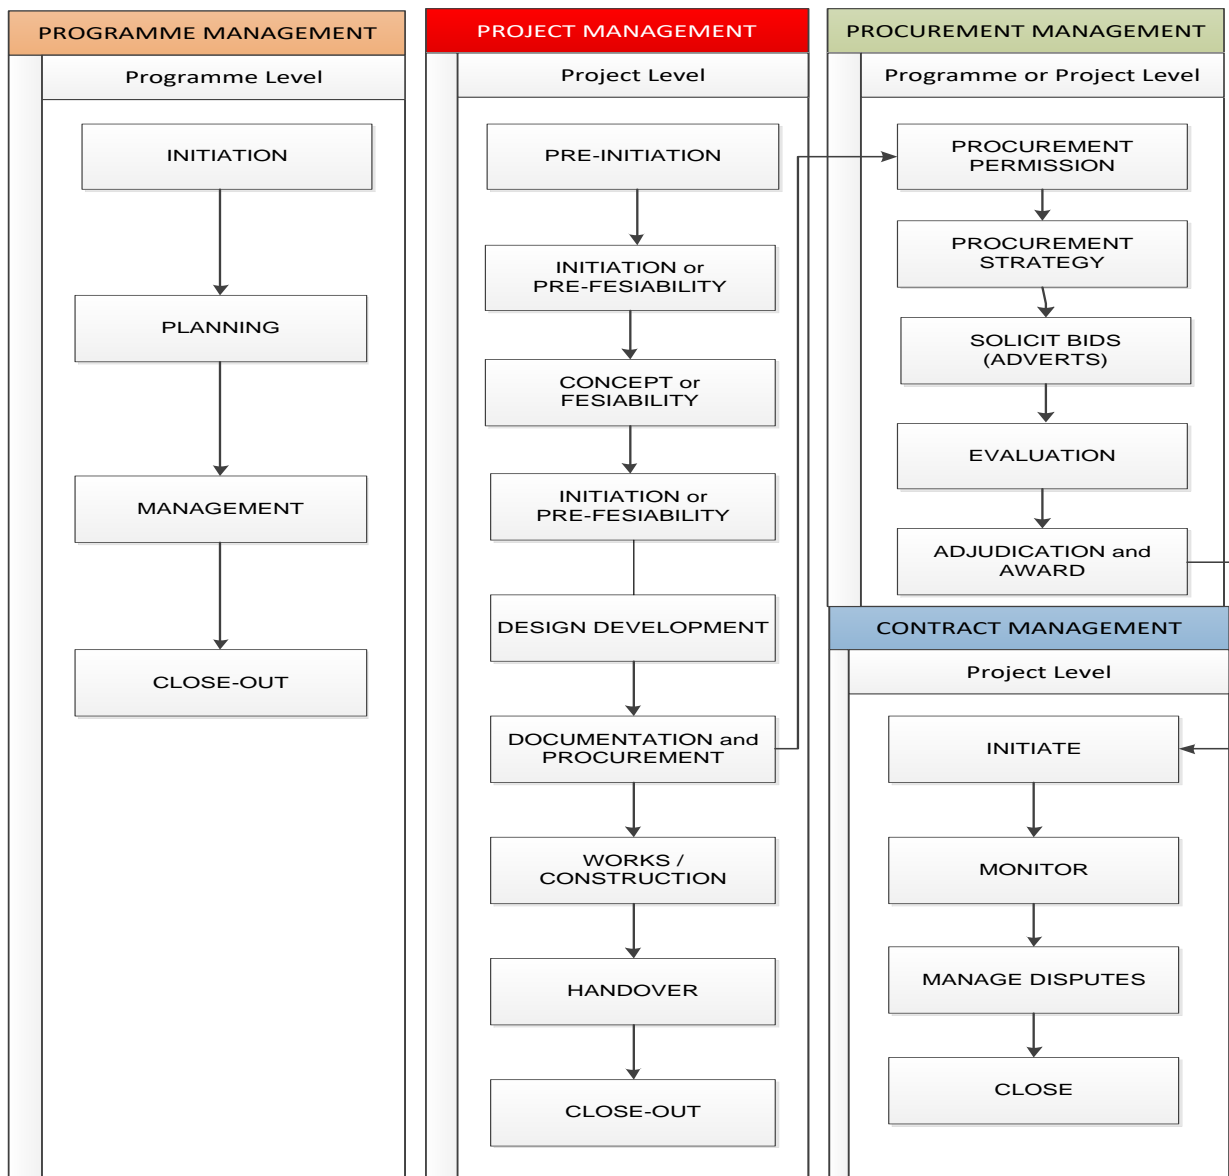 PROGRAMME MANAGEMENT
Programme Level
INITIATION
PLANNING
MANAGEMENT
CLOSE-OUT
PROJECT MANAGEMENT
Project Level
PRE-INITIATION
INITIATION or
PRE-FESIABILITY
CONCEPT or
FESIABILITY
INITIATION or
PRE-FESIABILITY
DESIGN DEVELOPMENT
DOCUMENTATION and
PROCUREMENT
WORKS /
CONSTRUCTION
HANDOVER
CLOSE-OUT
PROCUREMENT MANAGEMENT
Programme or Project Level
PROCUREMENT
PERMISSION
PROCUREMENT
STRATEGY
SOLICIT BIDS
(ADVERTS)
EVALUATION
ADJUDICATION and
AWARD
CONTRACT MANAGEMENT
Project Level
INITIATE
MONITOR
MANAGE DISPUTES
CLOSE